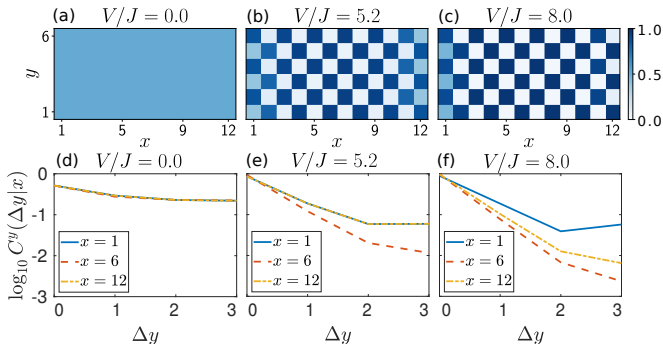 (a) V/J = 0.0 (b) V/J = 5.2 (c) V/J = 8.0
6 1.0
y 0.5
1 0.0
1 5 9 12 1 5 9 12 1 5 9 12
x x x
(d) V/J = 0.0 (e) V/J = 5.2 (f) V/J = 8.0
log₁₀ Cʸ(Δy|x)
0
-1
-2
-3
x = 1 x = 1 x = 1
x = 6 x = 6 x = 6
x = 12 x = 12 x = 12
0 1 2 3 0 1 2 3 0 1 2 3
Δy Δy Δy